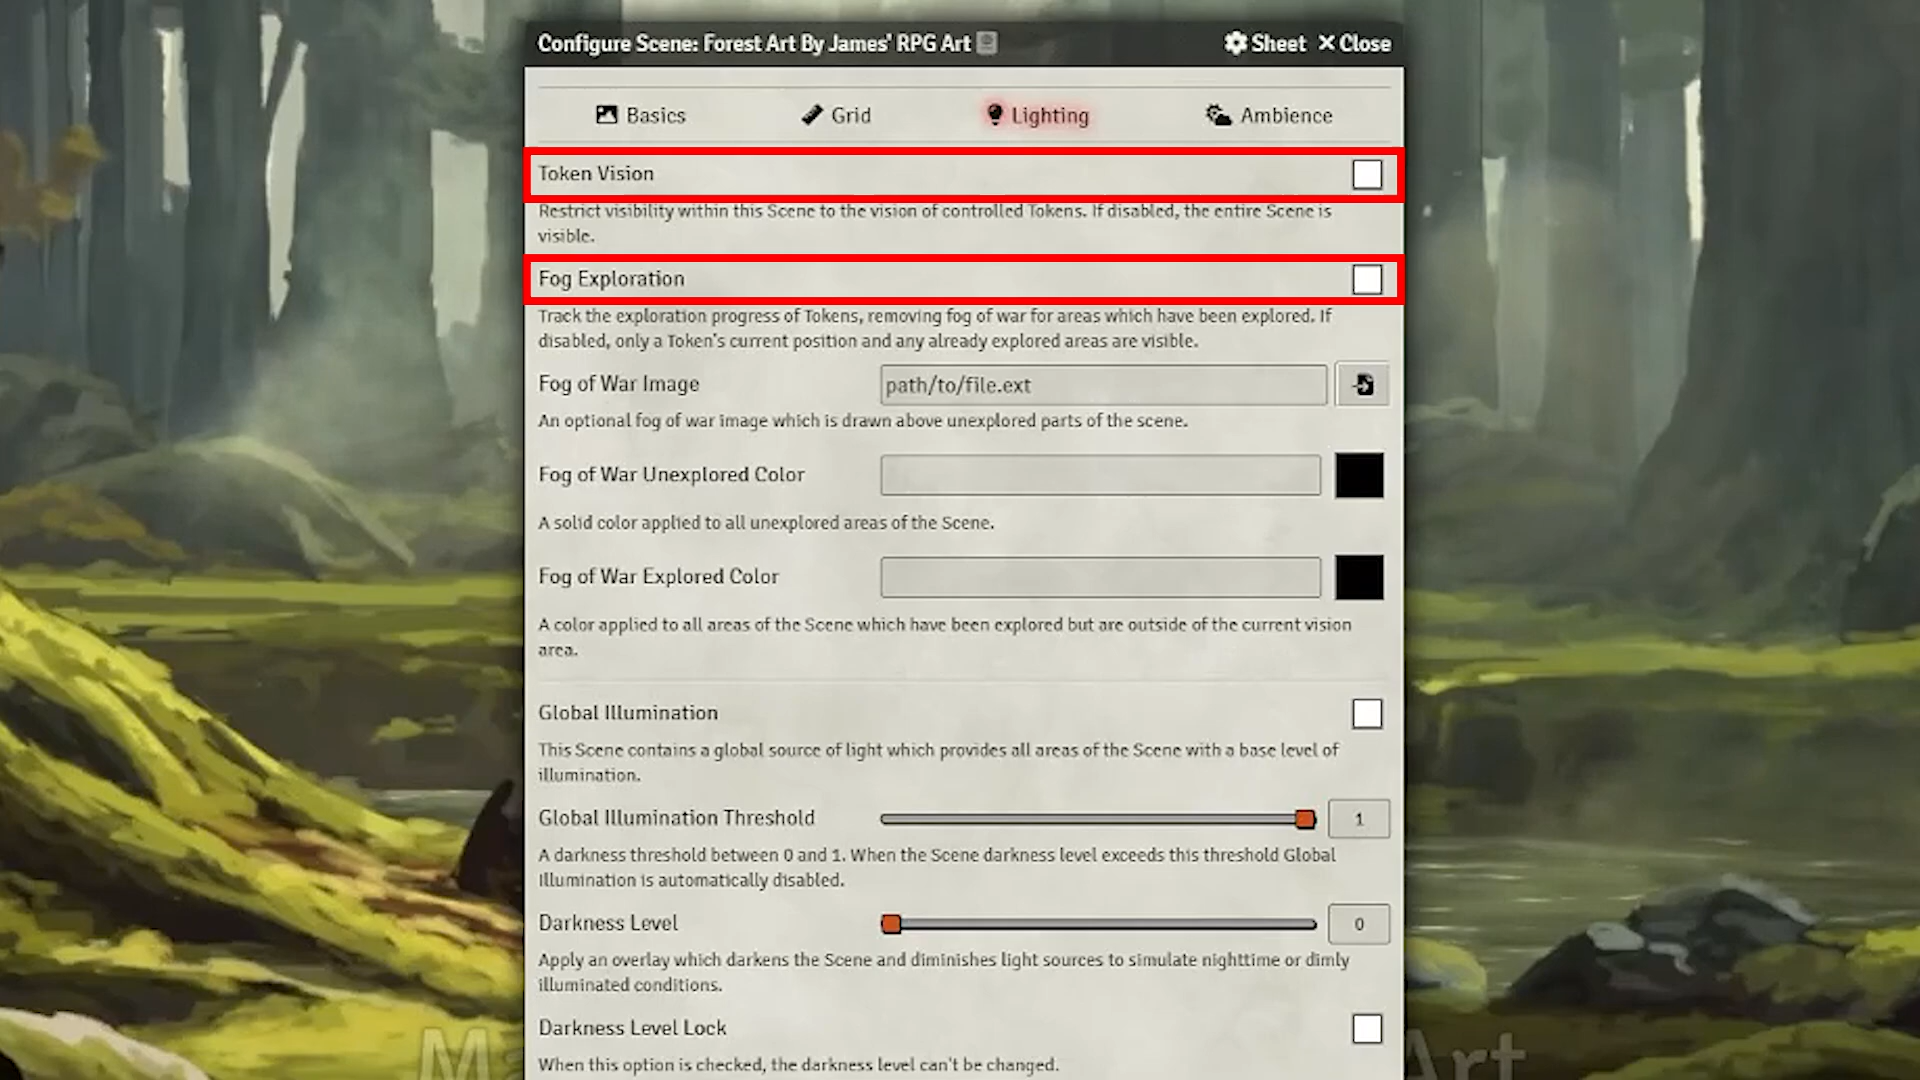 Configure Scene: Forest Art By James' RPG Art
Sheet
Close
Basics
Grid
Lighting
Ambience
Token Vision
Restrict visibility within this Scene to the vision of controlled Tokens. If disabled, the entire Scene is
visible.
Fog Exploration
Track the exploration progress of Tokens, removing fog of war for areas which have been explored. If
disabled, only a Token's current position and any already explored areas are visible.
Fog of War Image
path/to/file.ext
An optional fog of war image which is drawn above unexplored parts of the scene.
Fog of War Unexplored Color
A solid color applied to all unexplored areas of the Scene.
Fog of War Explored Color
A color applied to all areas of the Scene which have been explored but are outside of the current vision
area.
Global Illumination
This Scene contains a global source of light which provides all areas of the Scene with a base level of
illumination.
Global Illumination Threshold
1
A darkness threshold between 0 and 1. When the Scene darkness level exceeds this threshold Global
Illumination is automatically disabled.
Darkness Level
0
Apply an overlay which darkens the Scene and diminishes light sources to simulate nighttime or dimly
illuminated conditions.
Darkness Level Lock
When this option is checked, the darkness level can't be changed.
Art